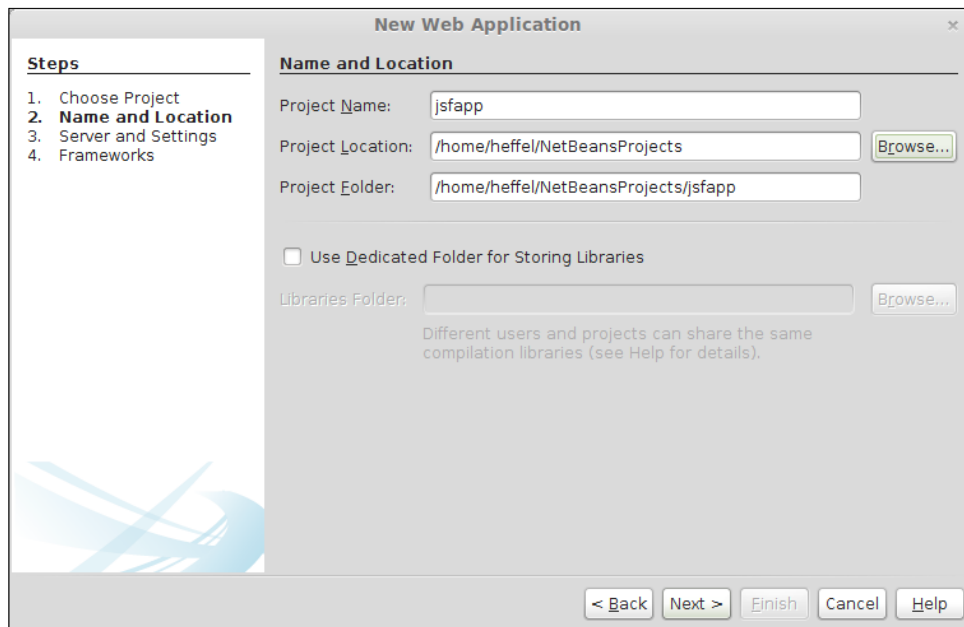 New Web Application
Steps
1. Choose Project
2. Name and Location
3. Server and Settings
4. Frameworks
Name and Location
Project Name: jsfapp
Project Location: /home/heffel/NetBeansProjects Browse...
Project Folder: /home/heffel/NetBeansProjects/jsfapp
Use Dedicated Folder for Storing Libraries
Libraries Folder: Browse...
Different users and projects can share the same
compilation libraries (see Help for details).
< Back Next > Finish Cancel Help